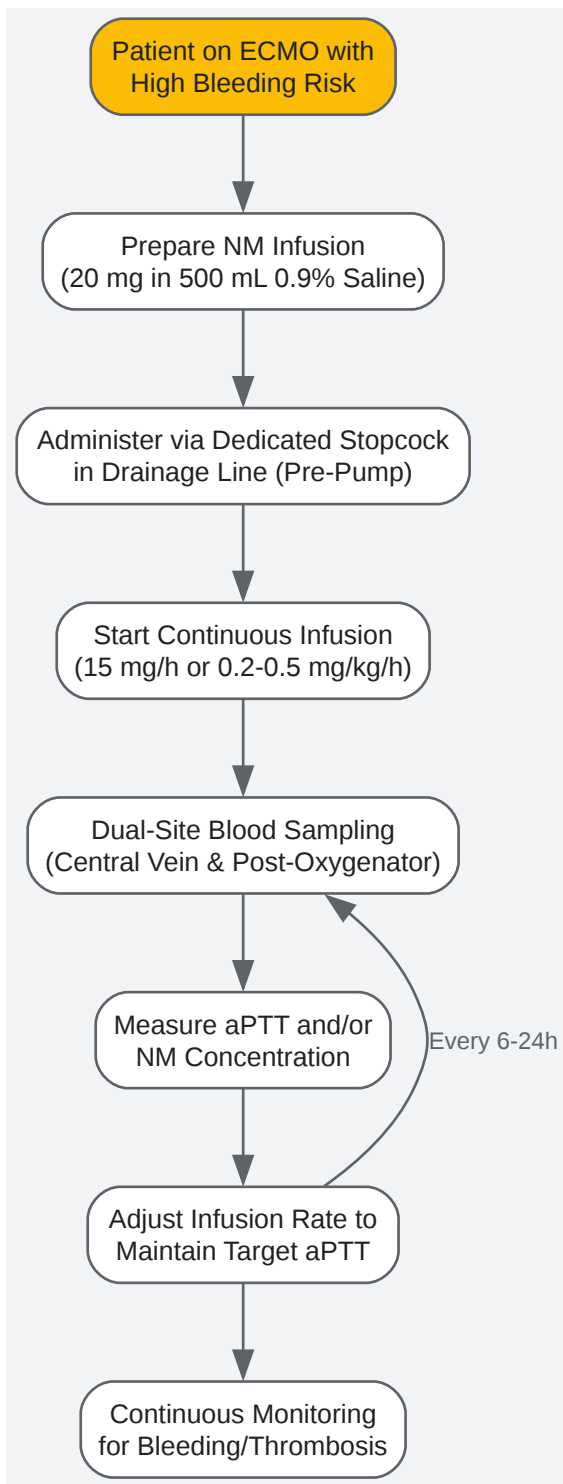 Patient on ECMO with
High Bleeding Risk
Prepare NM Infusion
(20 mg in 500 mL 0.9% Saline)
Administer via Dedicated Stopcock
in Drainage Line (Pre-Pump)
Start Continuous Infusion
(15 mg/h or 0.2-0.5 mg/kg/h)
Dual-Site Blood Sampling
(Central Vein & Post-Oxygenator)
Measure aPTT and/or
NM Concentration
Every 6-24h
Adjust Infusion Rate to
Maintain Target aPTT
Continuous Monitoring
for Bleeding/Thrombosis